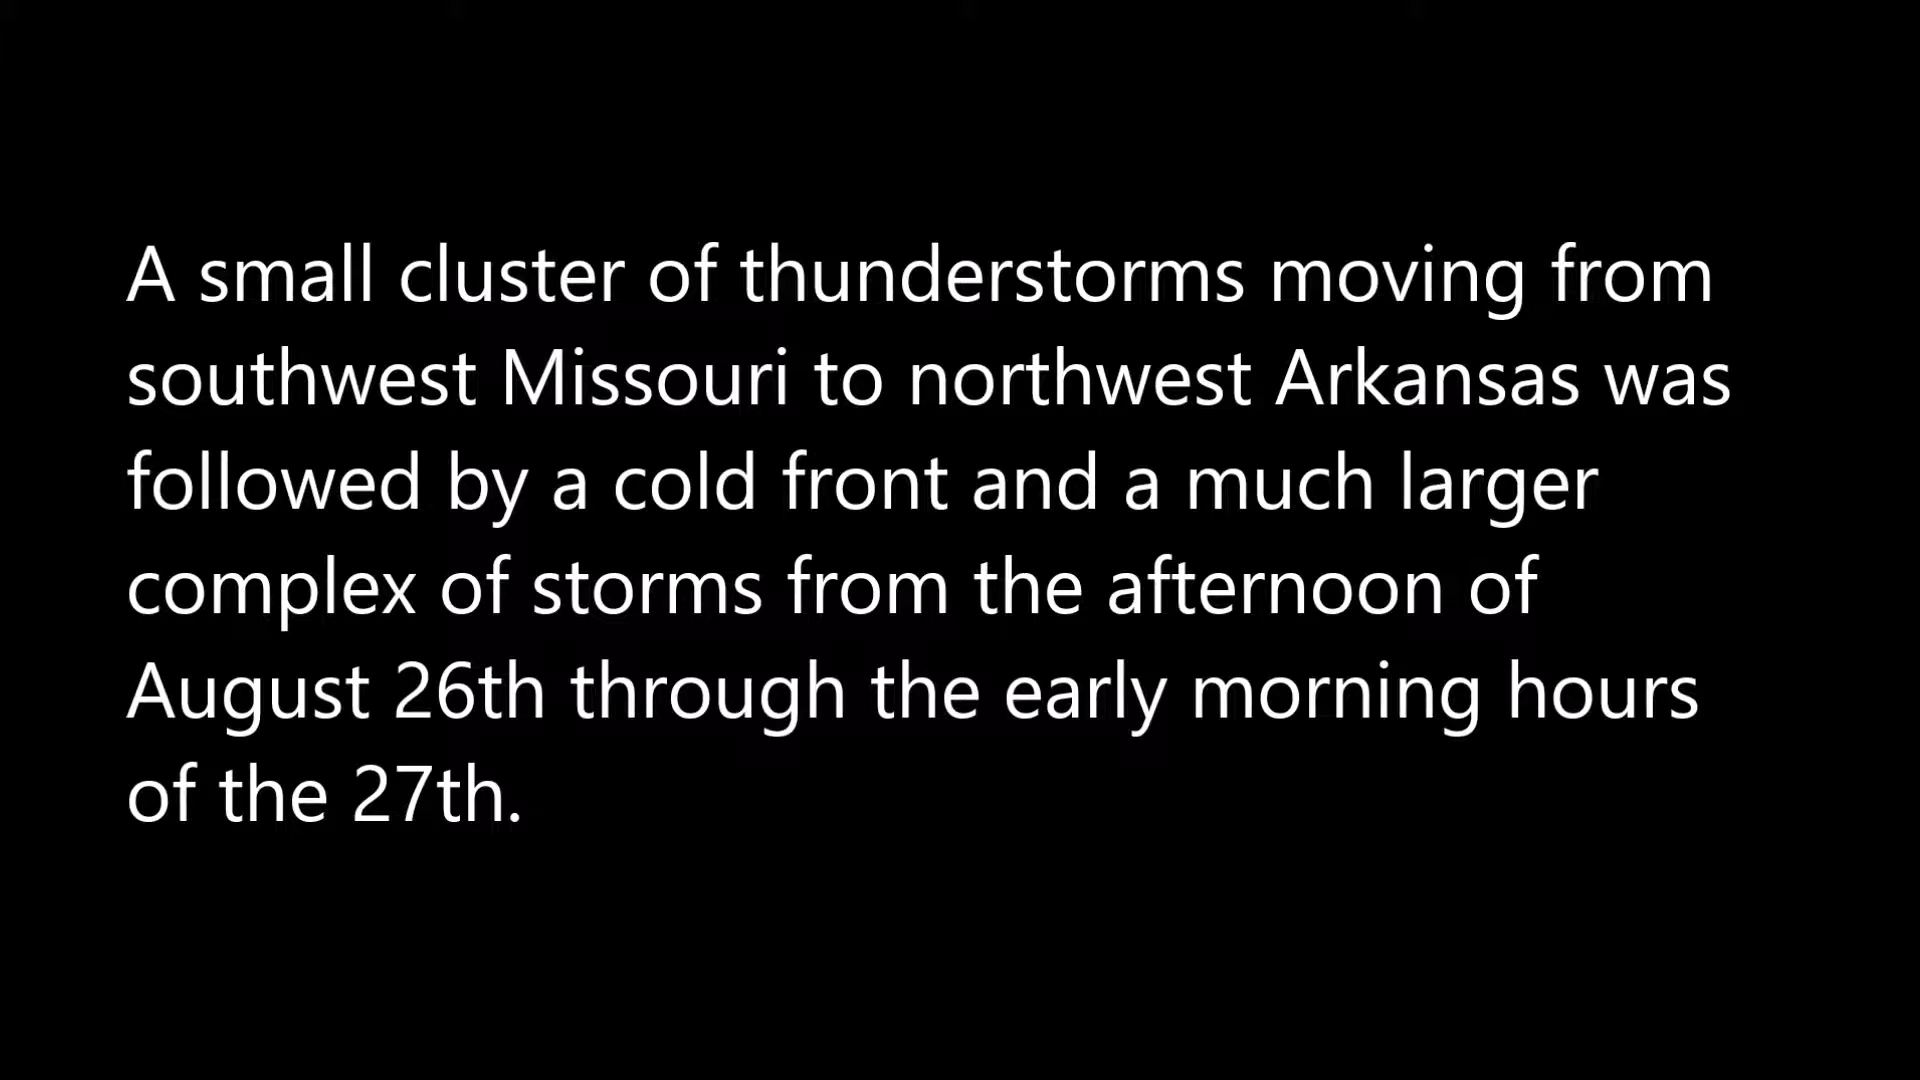 A small cluster of thunderstorms moving from
southwest Missouri to northwest Arkansas was
followed by a cold front and a much larger
complex of storms from the afternoon of
August 26th through the early morning hours
of the 27th.